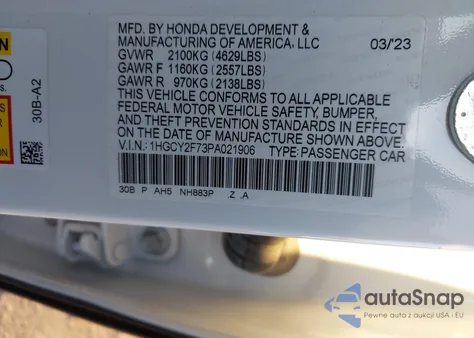 MFD. BY HONDA DEVELOPMENT &
MANUFACTURING OF AMERICA, LLC
03/23
GVWR 2100KG (4629LBS)
GAWR F 1160KG (2557LBS)
GAWR R 970KG (2138LBS)
THIS VEHICLE CONFORMS TO ALL APPLICABLE
FEDERAL MOTOR VEHICLE SAFETY, BUMPER,
AND THEFT PREVENTION STANDARDS IN EFFECT
ON THE DATE OF MANUFACTURE SHOWN ABOVE.
V.I.N.: 1HGCY2F73PA021906 TYPE: PASSENGER CAR
30B P AH5 NH883P .Z .A
30B-A2
autoSnap
Pewne auta z aukcji USA - EU